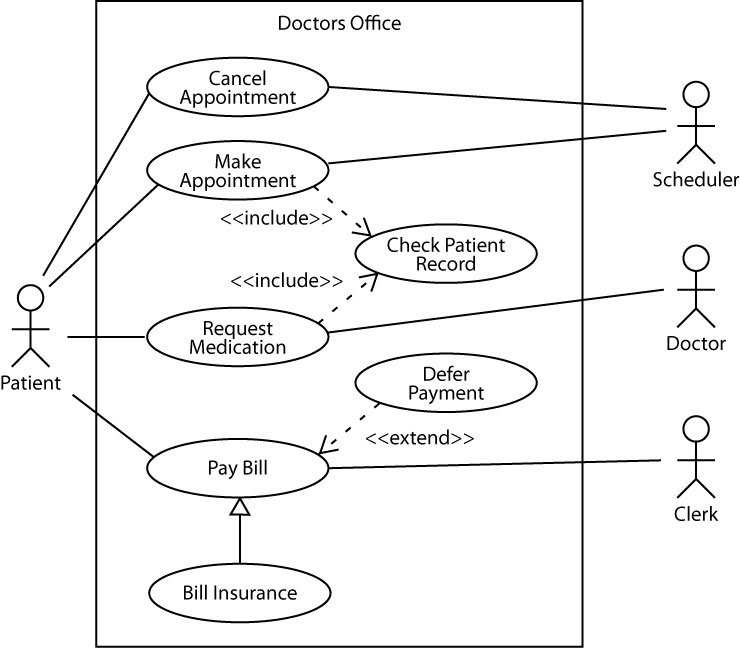 Doctors Office
Cancel
Appointment
Make
Appointment
Scheduler
<<include>>
Check Patient
Record
<<include>>
Request
Medication
Doctor
Patient
Defer
Payment
<<extend>>
Pay Bill
Clerk
Bill Insurance